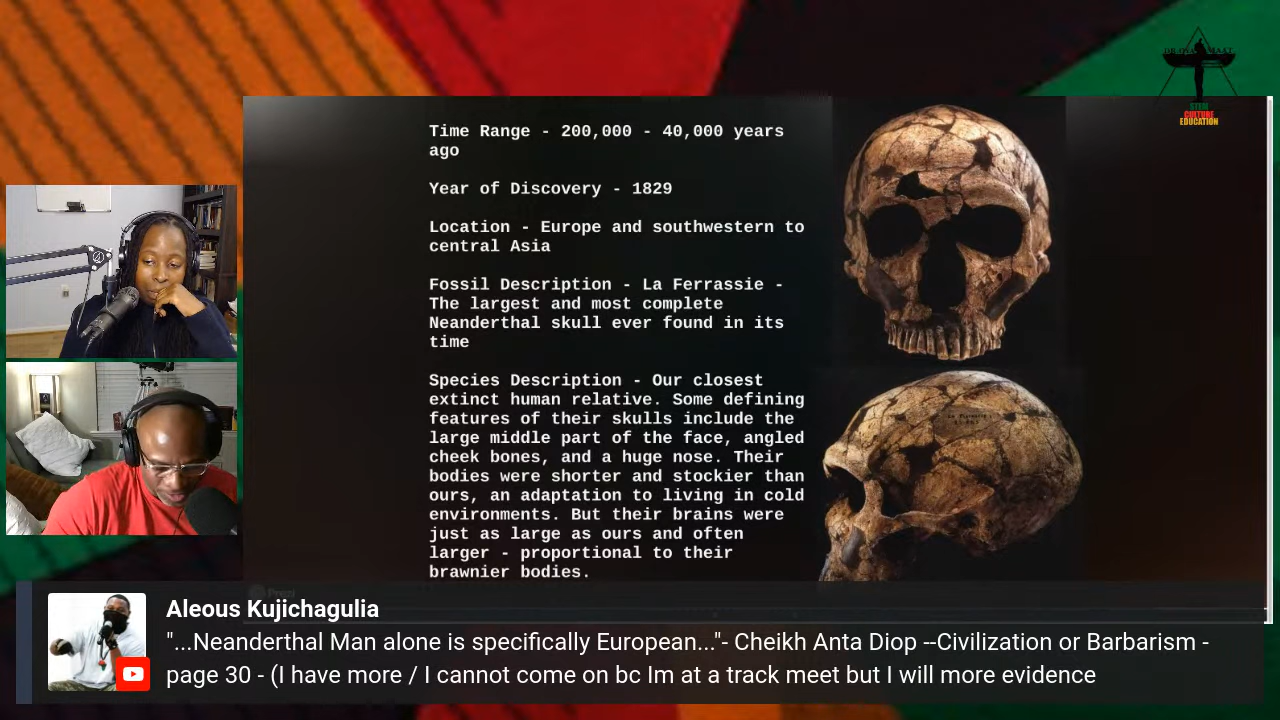 DR OSA MAAT
STEM
CULTURE
EDUCATION
Time Range - 200,000 - 40,000 years
ago
Year of Discovery - 1829
Location - Europe and southwestern to
central Asia
Fossil Description - La Ferrassie -
The largest and most complete
Neanderthal skull ever found in its
time
Species Description - Our closest
extinct human relative. Some defining
features of their skulls include the
large middle part of the face, angled
cheek bones, and a huge nose. Their
bodies were shorter and stockier than
ours, an adaptation to living in cold
environments. But their brains were
just as large as ours and often
larger - proportional to their
brawnier bodies.
Prezi
Aleous Kujichagulia
"...Neanderthal Man alone is specifically European..."- Cheikh Anta Diop --Civilization or Barbarism -
page 30 - (I have more / I cannot come on bc Im at a track meet but I will more evidence